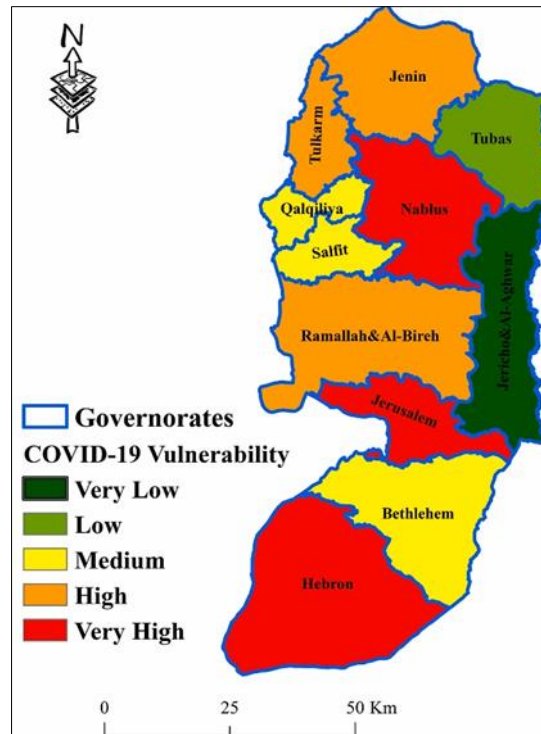 N
Jenin
Tulkarm
Tubas
Qalqiliya
Nablus
Salfit
Jericho&Al-Aghwar
Ramallah&Al-Bireh
Jerusalem
Bethlehem
Hebron
Governorates
COVID-19 Vulnerability
Very Low
Low
Medium
High
Very High
0 25 50 Km